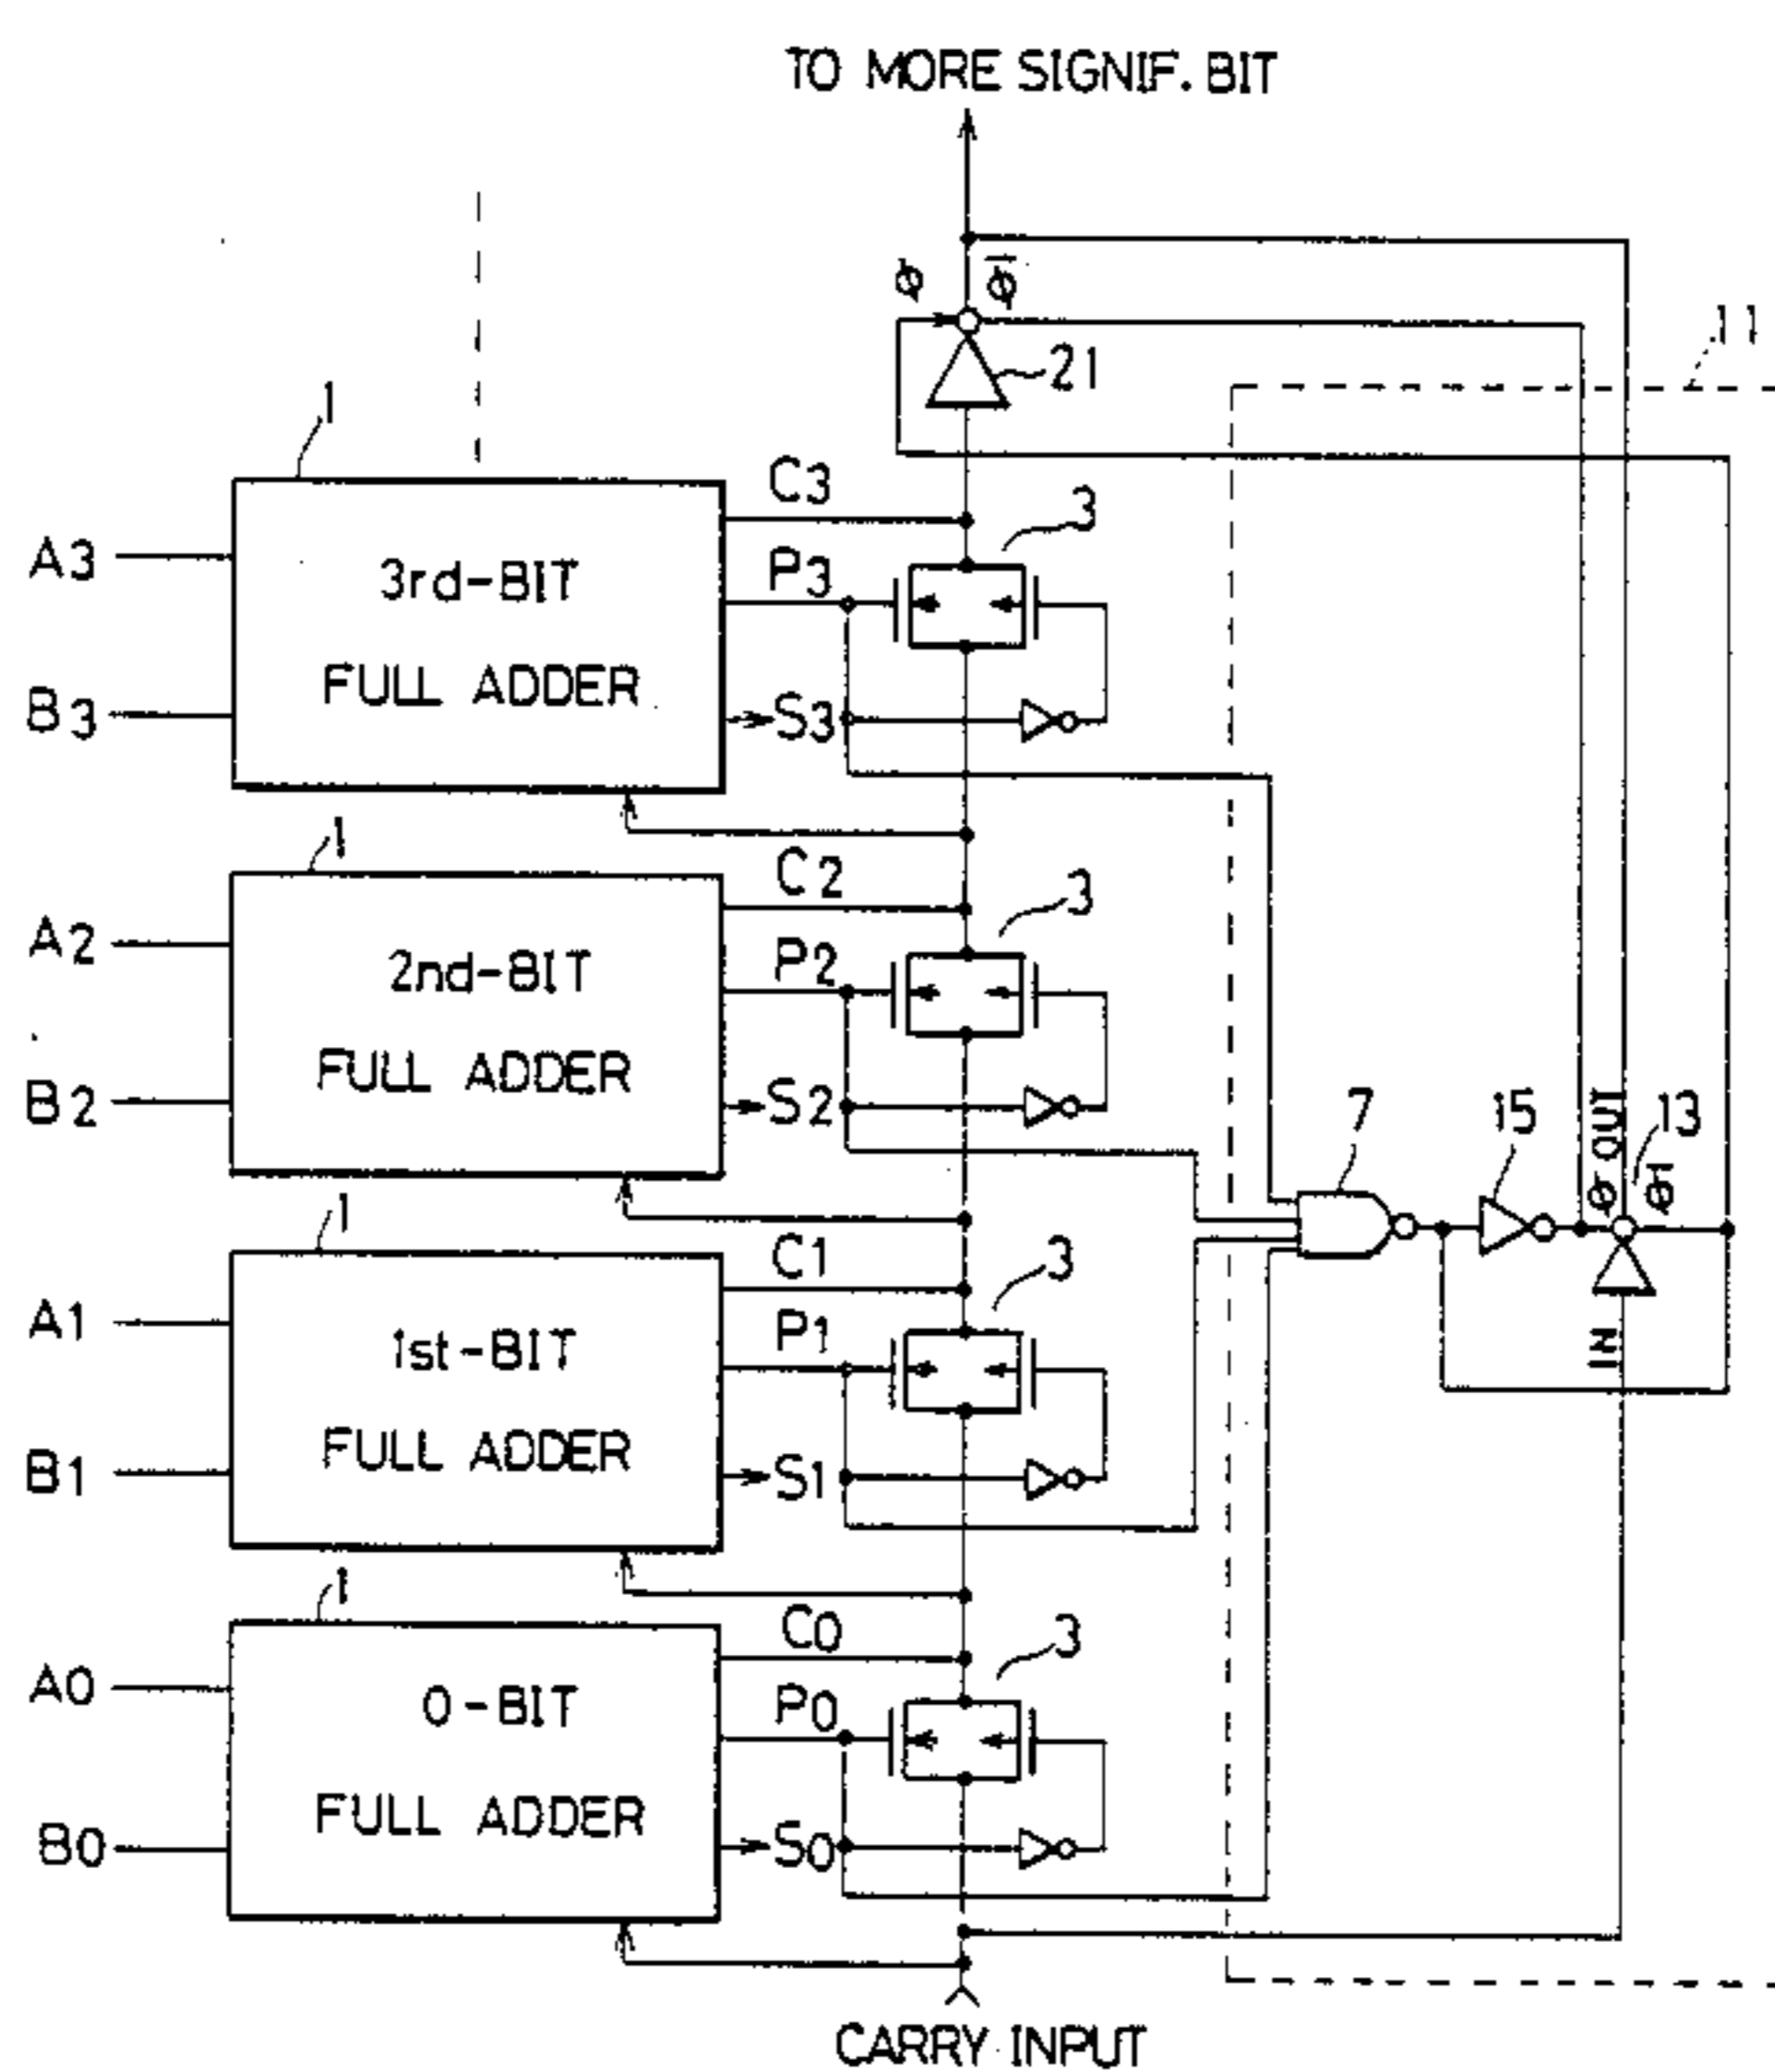 TO MORE SIGNIF. BIT
φ φ̅
11
21
1
C3
3
A3
3rd-BIT
P3
FULL ADDER
B3
S3
1
C2
3
A2
2nd-BIT
P2
FULL ADDER
B2
S2
7
15
OUT
13
φ φ̅
1
C1
3
A1
1st-BIT
P1
IN
FULL ADDER
B1
S1
1
C0
3
A0
0-BIT
P0
FULL ADDER
B0
S0
CARRY INPUT